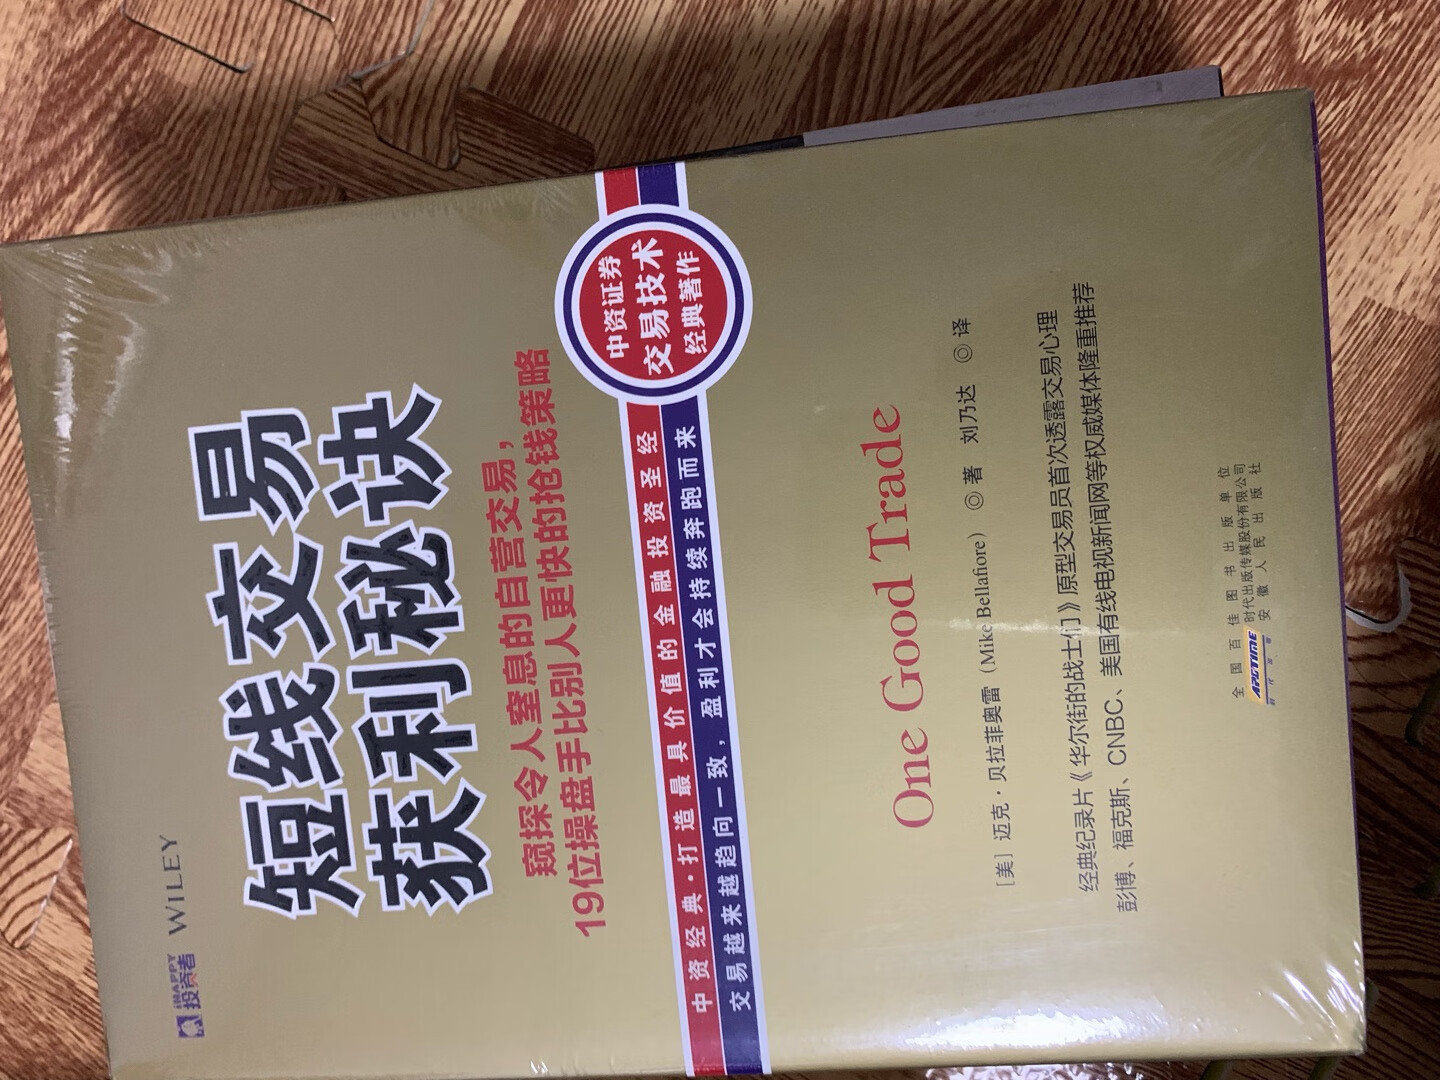 iHAPPY
投资者
WILEY
短线交易
获利秘诀
窥探令人窒息的自营交易，
19位操盘手比别人更快的抢钱策略
中资证券
交易技术
经典著作
中资经典·打造最具价值的金融投资圣经
交易越来越趋向一致，盈利才会持续奔跑而来
One Good Trade
［美］迈克·贝拉菲奥雷（Mike Bellafiore）◎著 刘乃达 ◎译
经典纪录片《华尔街的战士们》原型交易员首次透露交易心理
彭博、福克斯、CNBC、美国有线电视新闻网等权威媒体隆重推荐
全国百佳图书出版单位
APGTIME
时代出版传媒股份有限公司
安徽人民出版社